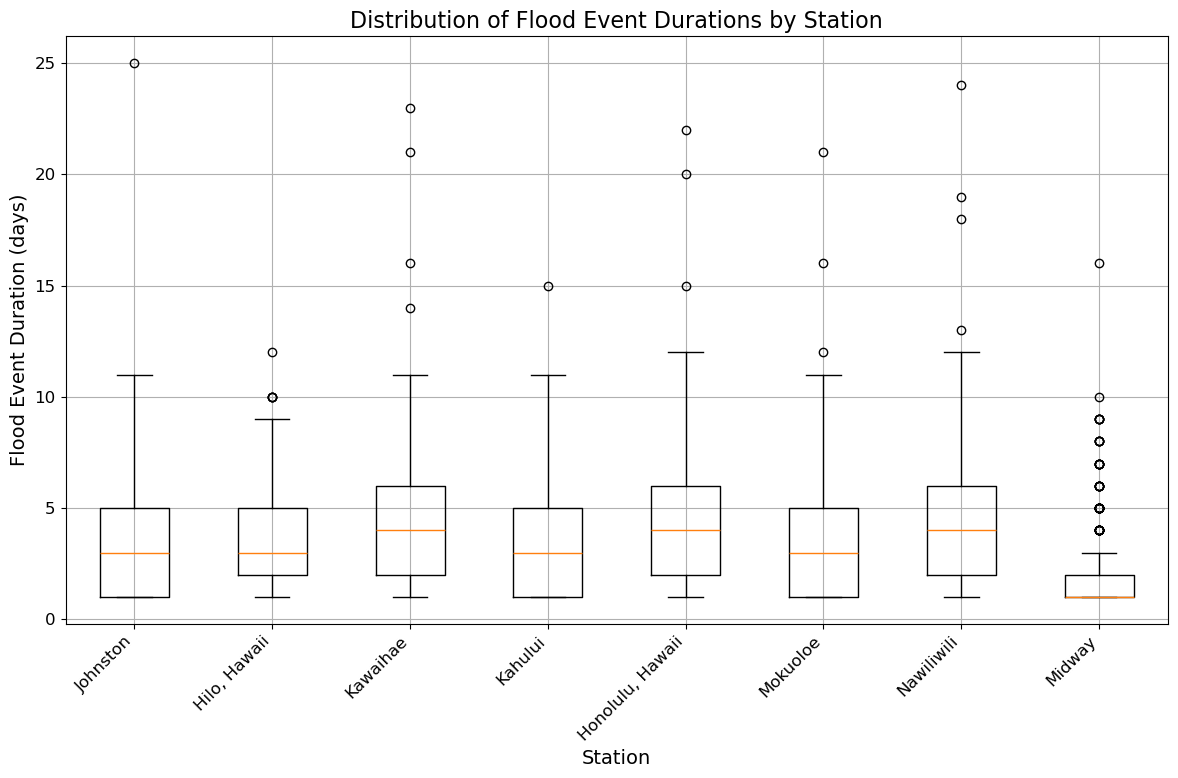 Distribution of Flood Event Durations by Station
Flood Event Duration (days)
25
20
15
10
5
0
Johnston
Hilo, Hawaii
Kawaihae
Kahului
Honolulu, Hawaii
Mokuoloe
Nawiliwili
Midway
Station